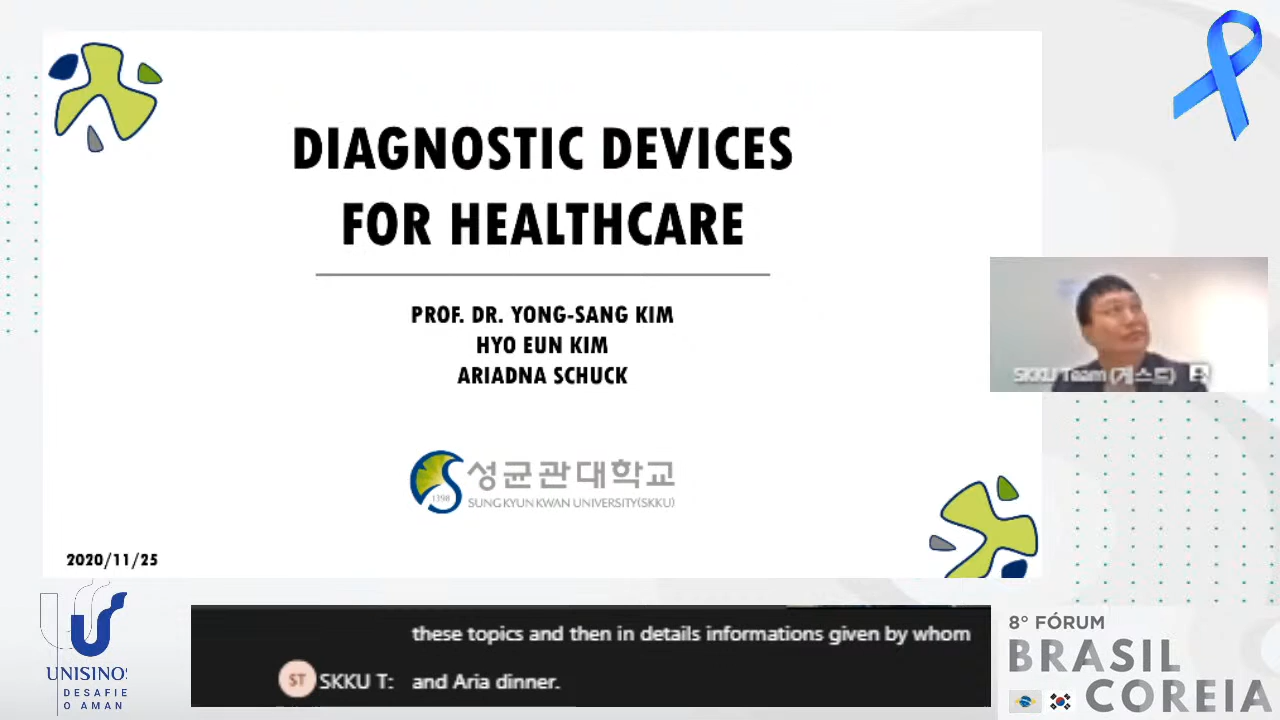 DIAGNOSTIC DEVICES
FOR HEALTHCARE
PROF. DR. YONG-SANG KIM
HYO EUN KIM
ARIADNA SCHUCK
1398
성균관대학교
SUNG KYUN KWAN UNIVERSITY(SKKU)
2020/11/25
SKKU Team (게스트)
UNISINOS
DESAFIE
O AMAN
these topics and then in details informations given by whom
ST SKKU T: and Aria dinner.
8º FÓRUM
BRASIL
COREIA